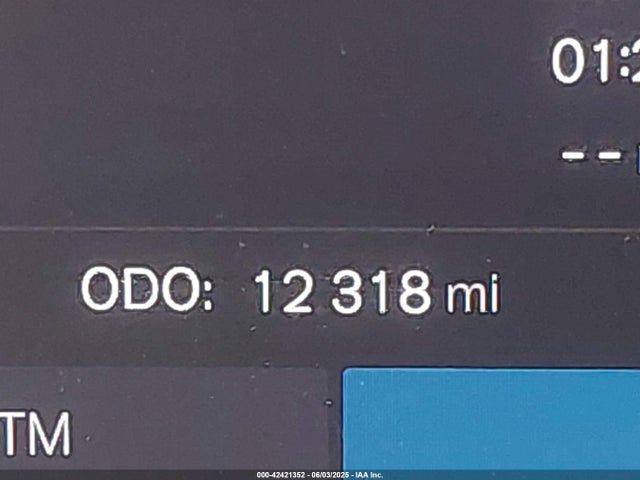 01:2
--
ODO: 12 318 mi
TM
000-42421352 - 06/03/2025 - IAA Inc.